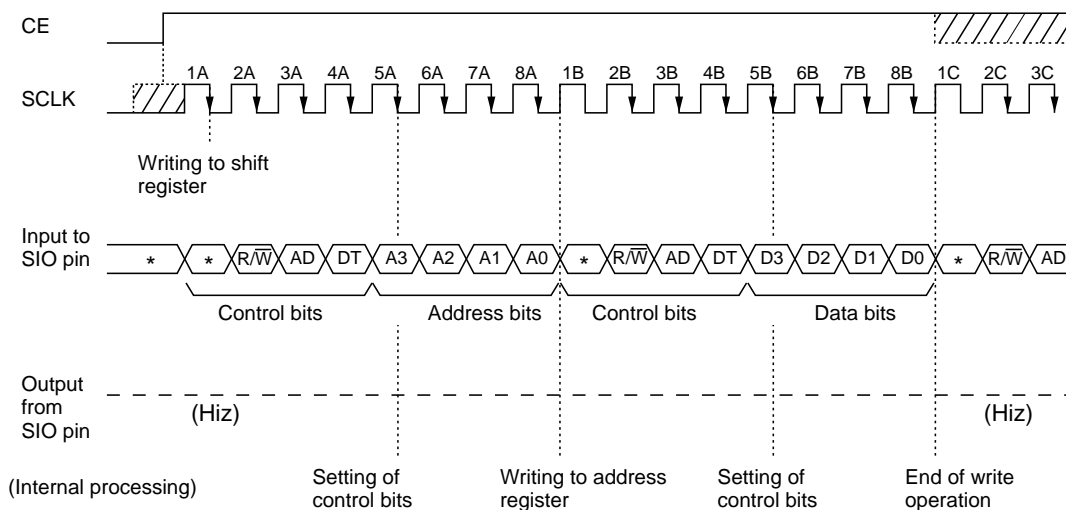 CE
1A 2A 3A 4A 5A 6A 7A 8A 1B 2B 3B 4B 5B 6B 7B 8B 1C 2C 3C
SCLK
Writing to shift
register
Input to
SIO pin
* * R/W̅ AD DT A3 A2 A1 A0 * R/W̅ AD DT D3 D2 D1 D0 * R/W̅ AD
Control bits Address bits Control bits Data bits
Output
from
SIO pin
(Hiz) (Hiz)
(Internal processing)
Setting of
control bits
Writing to address
register
Setting of
control bits
End of write
operation